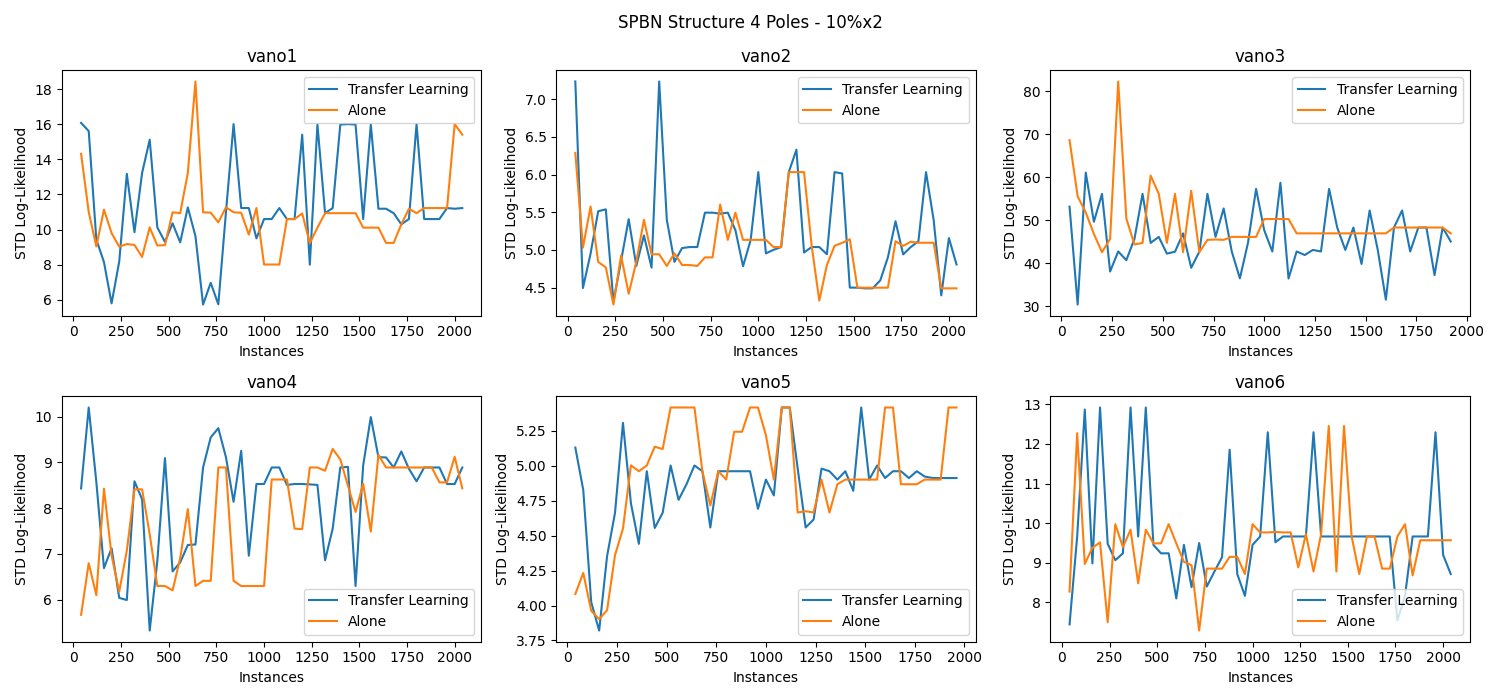 SPBN Structure 4 Poles - 10%x2
vano1
STD Log-Likelihood
18
16
14
12
10
8
6
Transfer Learning
Alone
0 250 500 750 1000 1250 1500 1750 2000
Instances
vano2
STD Log-Likelihood
7.0
6.5
6.0
5.5
5.0
4.5
Transfer Learning
Alone
0 250 500 750 1000 1250 1500 1750 2000
Instances
vano3
STD Log-Likelihood
80
70
60
50
40
30
Transfer Learning
Alone
0 250 500 750 1000 1250 1500 1750 2000
Instances
vano4
STD Log-Likelihood
10
9
8
7
6
Transfer Learning
Alone
0 250 500 750 1000 1250 1500 1750 2000
Instances
vano5
STD Log-Likelihood
5.25
5.00
4.75
4.50
4.25
4.00
3.75
Transfer Learning
Alone
0 250 500 750 1000 1250 1500 1750 2000
Instances
vano6
STD Log-Likelihood
13
12
11
10
9
8
Transfer Learning
Alone
0 250 500 750 1000 1250 1500 1750 2000
Instances